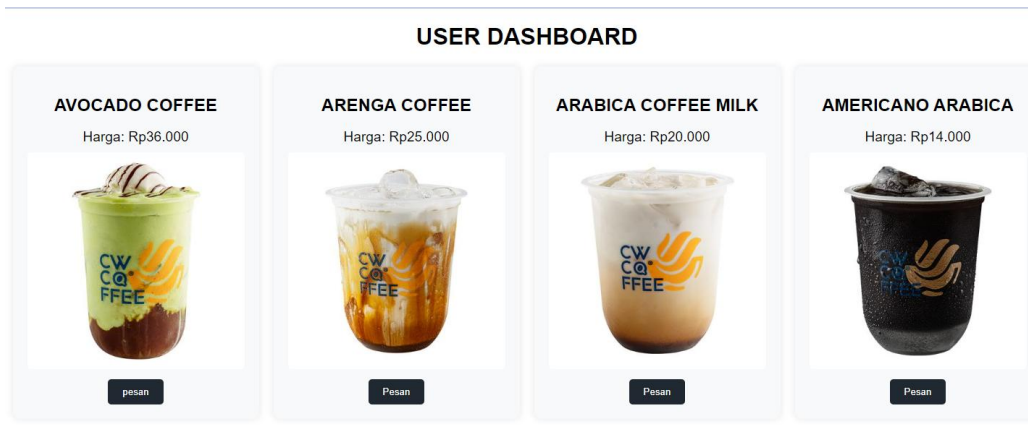 USER DASHBOARD
AVOCADO COFFEE
Harga: Rp36.000
CW
CO
FFEE
pesan
ARENGA COFFEE
Harga: Rp25.000
CW
CO
FFEE
Pesan
ARABICA COFFEE MILK
Harga: Rp20.000
CW
CO
FFEE
Pesan
AMERICANO ARABICA
Harga: Rp14.000
CW
CO
FFEE
Pesan